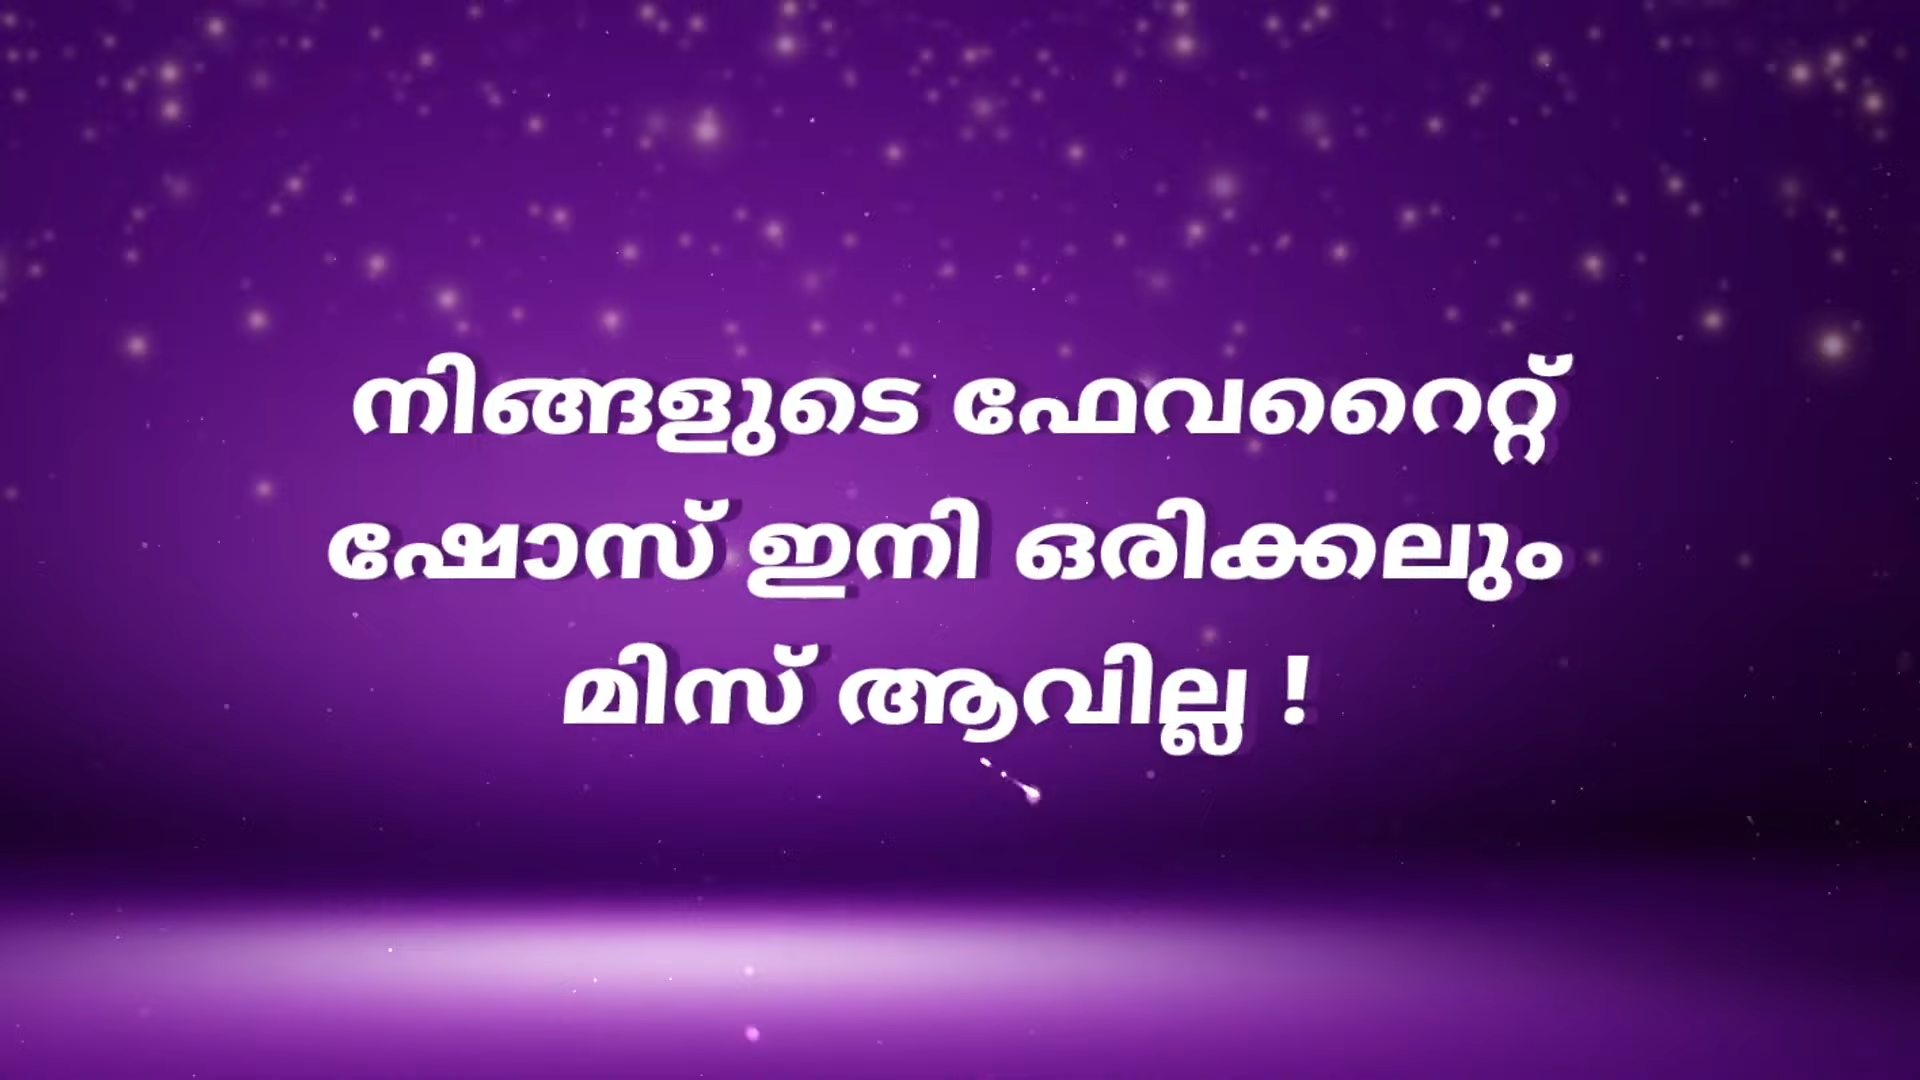 നിങ്ങളുടെ ഫേവറൈറ്റ്
ഷോസ് ഇനി ഒരിക്കലും
മിസ് ആവില്ല !